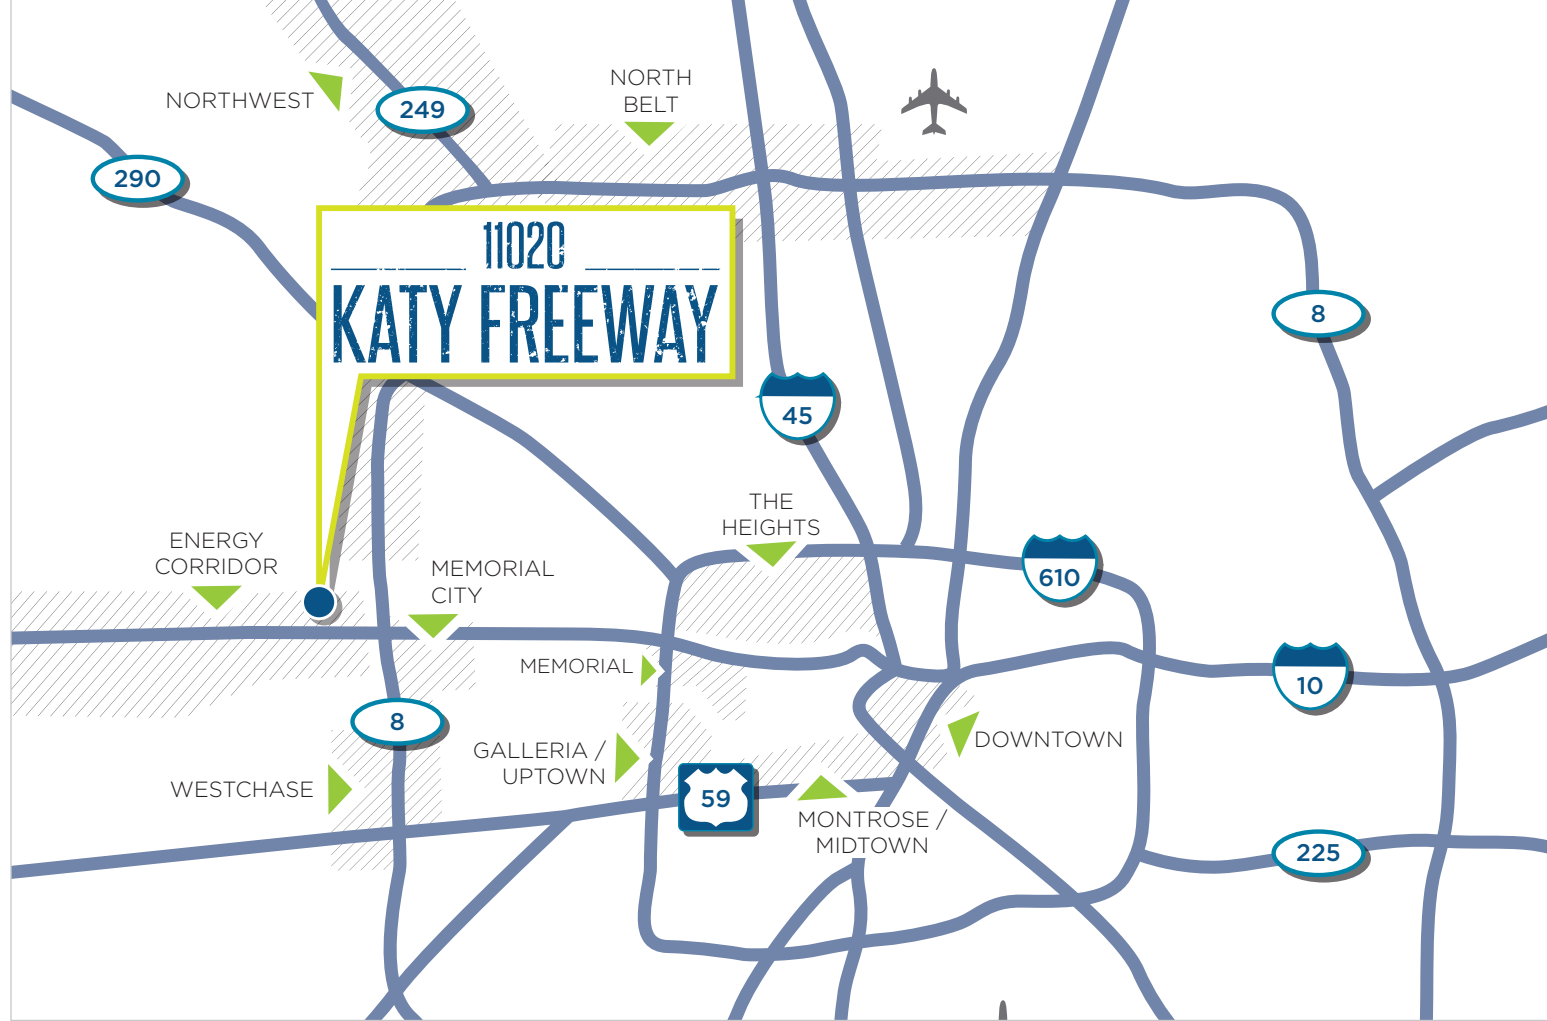 NORTHWEST
249
NORTH
BELT
290
11020
KATY FREEWAY
8
45
THE
HEIGHTS
ENERGY
CORRIDOR
MEMORIAL
CITY
610
MEMORIAL
10
8
DOWNTOWN
GALLERIA /
UPTOWN
WESTCHASE
59
MONTROSE /
MIDTOWN
225